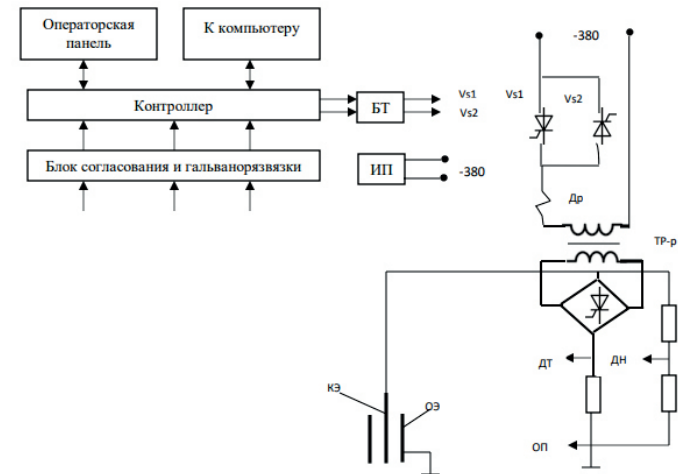 Операторская
панель
К компьютеру
-380
Контроллер
БТ
Vs1
Vs2
Vs1
Vs2
Блок согласования и гальванорязвязки
ИП
-380
Др
ТР-р
ДТ
ДН
КЭ
ОЭ
ОП